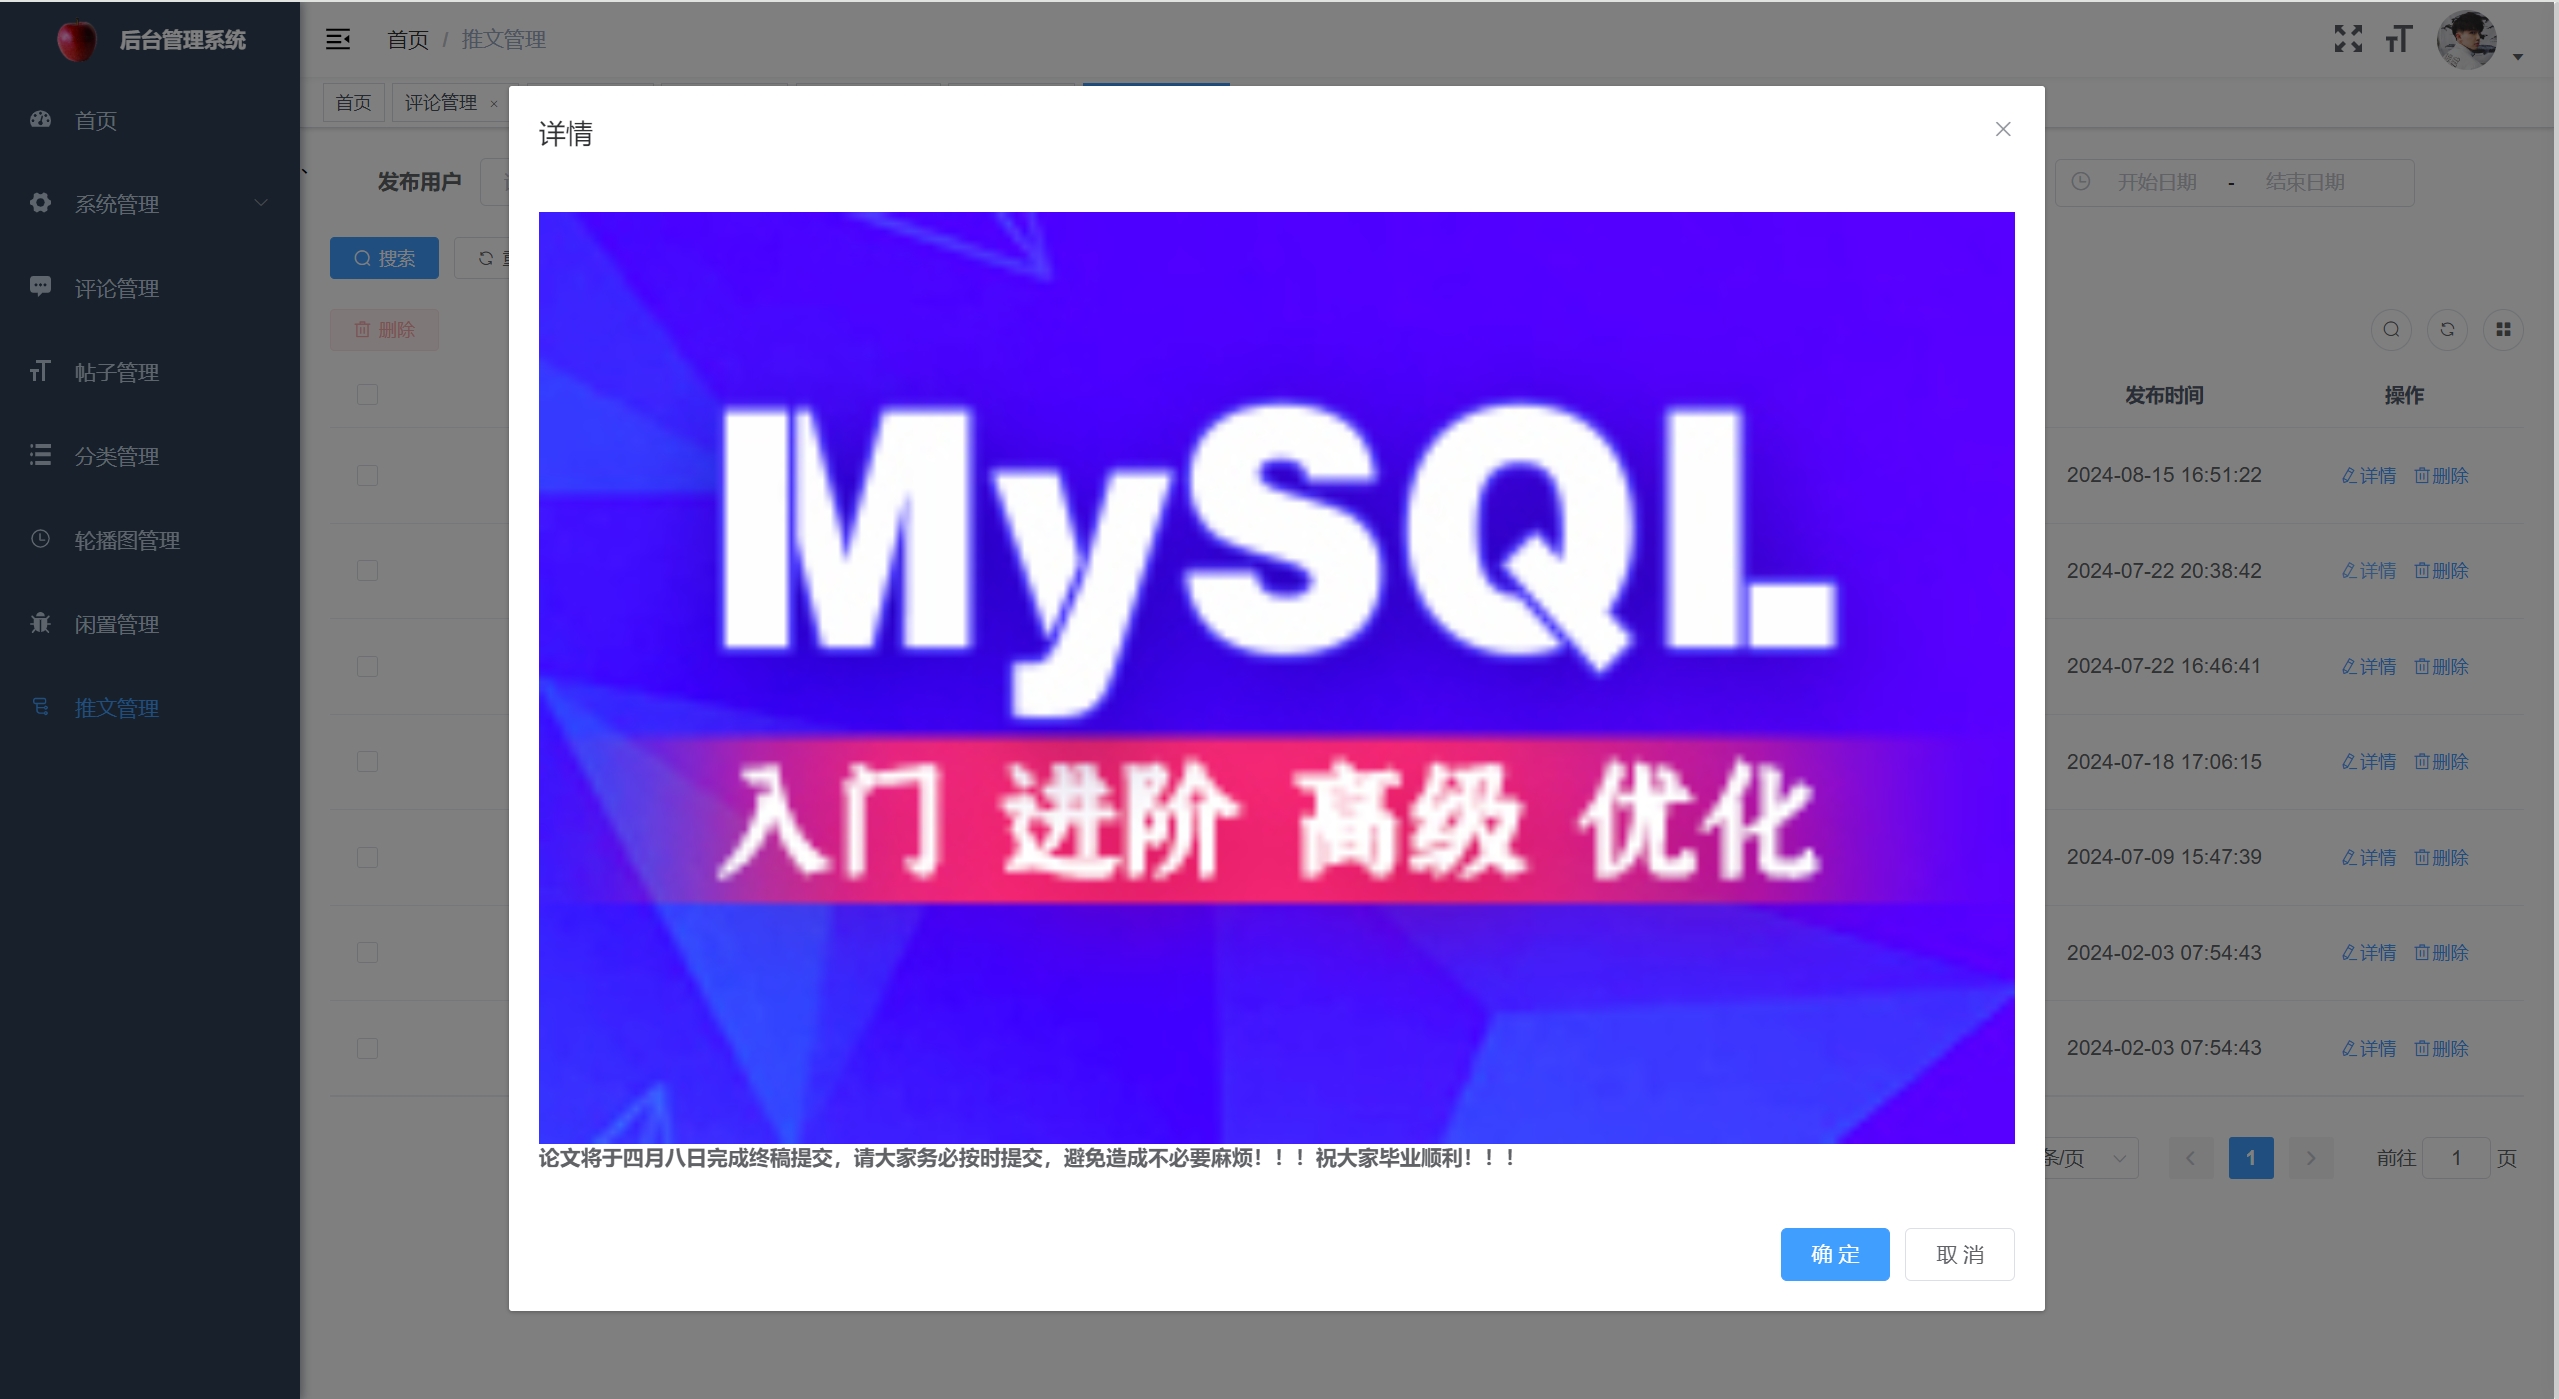 后台管理系统
首页
系统管理
评论管理
帖子管理
分类管理
轮播图管理
闲置管理
推文管理
首页 / 推文管理
首页 评论管理 ×
发布用户
开始日期 - 结束日期
搜索
删除
发布时间 操作
2024-08-15 16:51:22 详情 删除
2024-07-22 20:38:42 详情 删除
2024-07-22 16:46:41 详情 删除
2024-07-18 17:06:15 详情 删除
2024-07-09 15:47:39 详情 删除
2024-02-03 07:54:43 详情 删除
2024-02-03 07:54:43 详情 删除
条/页 1 前往 1 页
详情
MySQL
入门 进阶 高级 优化
论文将于四月八日完成终稿提交，请大家务必按时提交，避免造成不必要麻烦！！！祝大家毕业顺利！！！
确 定 取 消